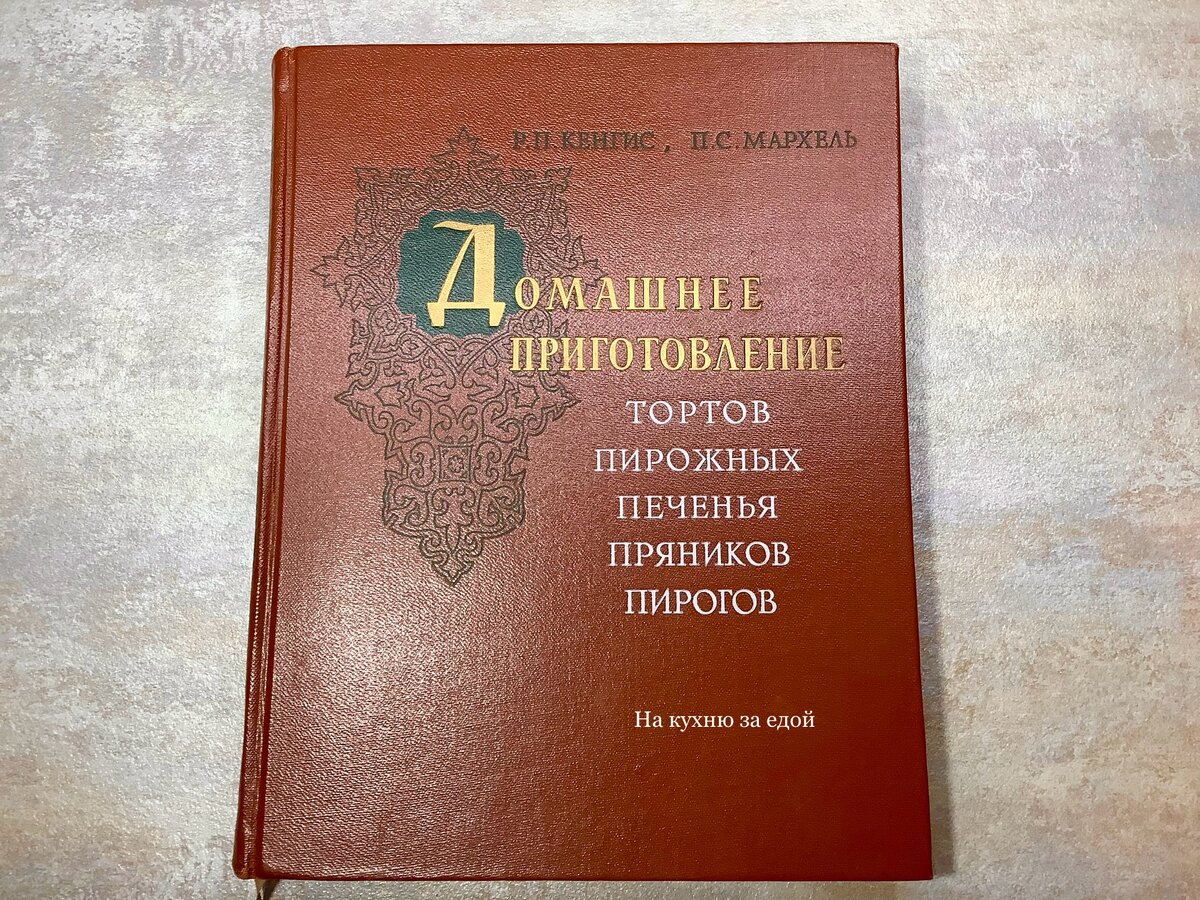 Р.П. КЕНГИС, П.С. МАРХЕЛЬ
ДОМАШНЕЕ
ПРИГОТОВЛЕНИЕ
ТОРТОВ
ПИРОЖНЫХ
ПЕЧЕНЬЯ
ПРЯНИКОВ
ПИРОГОВ
На кухню за едой